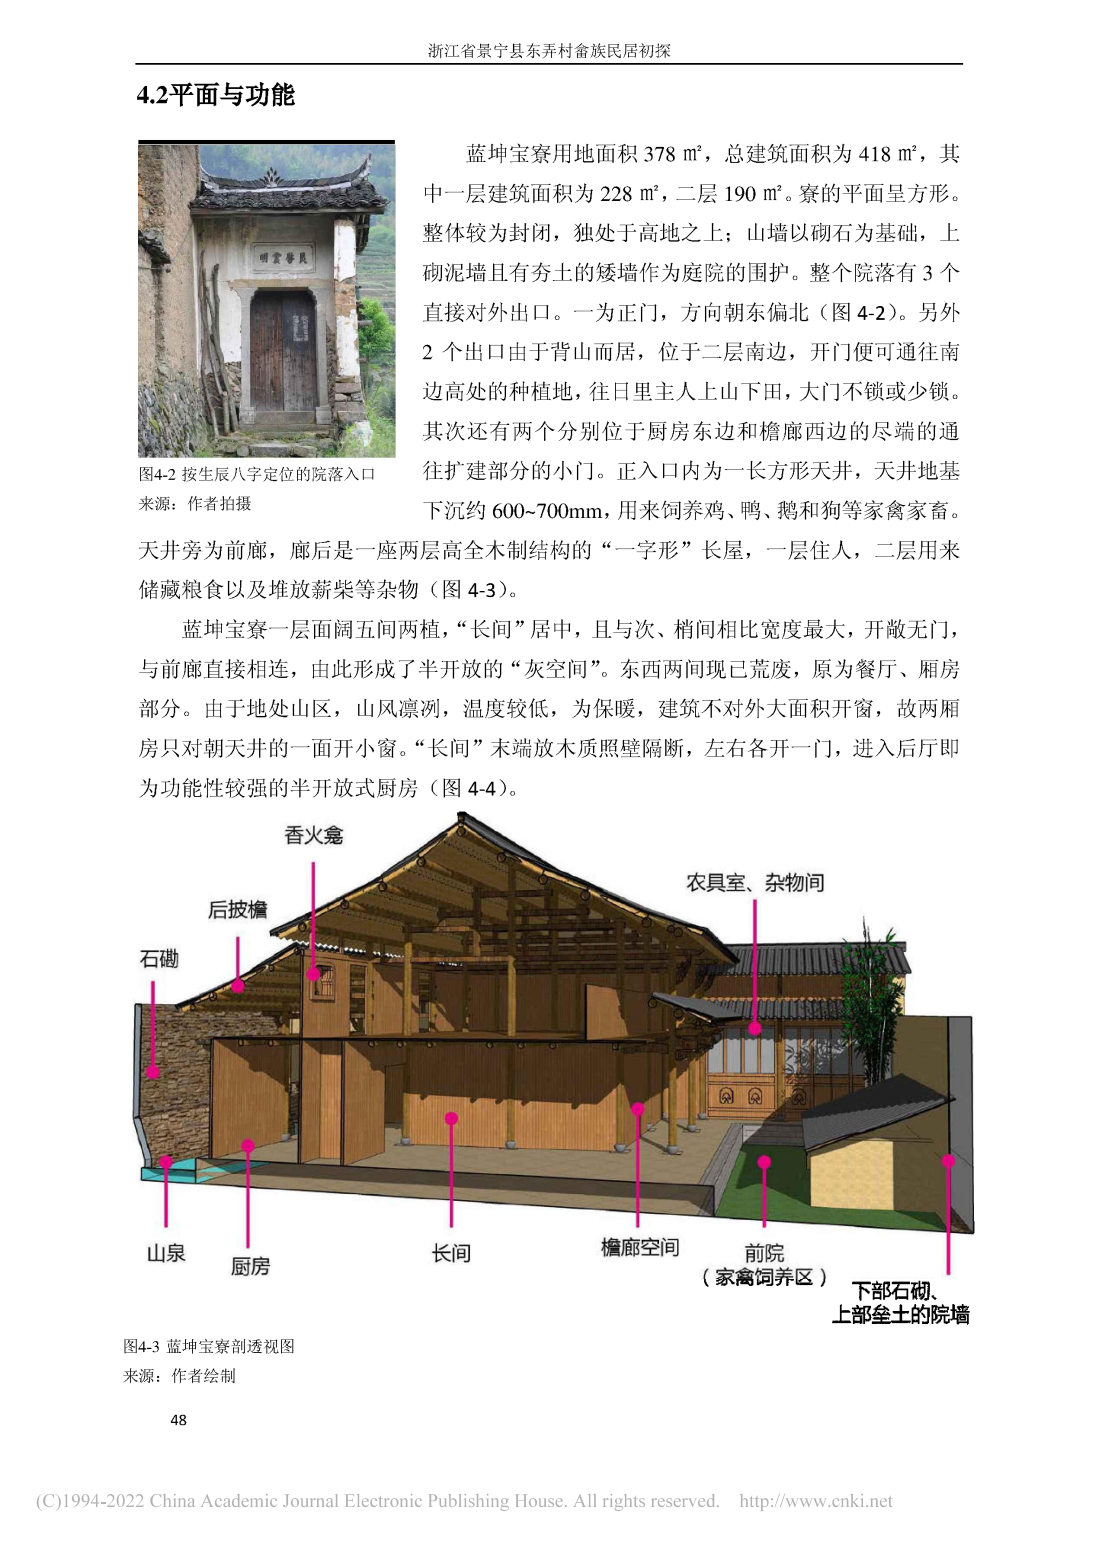 浙江省景宁县东弄村畲族民居初探
4.2平面与功能
蓝坤宝寮用地面积 378 ㎡，总建筑面积为 418 ㎡，其
中一层建筑面积为 228 ㎡，二层 190 ㎡。寮的平面呈方形。
整体较为封闭，独处于高地之上；山墙以砌石为基础，上
砌泥墙且有夯土的矮墙作为庭院的围护。整个院落有 3 个
直接对外出口。一为正门，方向朝东偏北（图 4-2）。另外
2 个出口由于背山而居，位于二层南边，开门便可通往南
边高处的种植地，往日里主人上山下田，大门不锁或少锁。
其次还有两个分别位于厨房东边和檐廊西边的尽端的通
往扩建部分的小门。正入口内为一长方形天井，天井地基
下沉约 600~700mm，用来饲养鸡、鸭、鹅和狗等家禽家畜。
明雲啓良
图4-2 按生辰八字定位的院落入口
来源：作者拍摄
天井旁为前廊，廊后是一座两层高全木制结构的“一字形”长屋，一层住人，二层用来
储藏粮食以及堆放薪柴等杂物（图 4-3）。
蓝坤宝寮一层面阔五间两植，“长间”居中，且与次、梢间相比宽度最大，开敞无门，
与前廊直接相连，由此形成了半开放的“灰空间”。东西两间现已荒废，原为餐厅、厢房
部分。由于地处山区，山风凛冽，温度较低，为保暖，建筑不对外大面积开窗，故两厢
房只对朝天井的一面开小窗。“长间”末端放木质照壁隔断，左右各开一门，进入后厅即
为功能性较强的半开放式厨房（图 4-4）。
香火龛
农具室、杂物间
后披檐
石磡
山泉
厨房
长间
檐廊空间
前院
（家禽饲养区）
下部石砌、
上部垒土的院墙
图4-3 蓝坤宝寮剖透视图
来源：作者绘制
48
(C)1994-2022 China Academic Journal Electronic Publishing House. All rights reserved. http://www.cnki.net